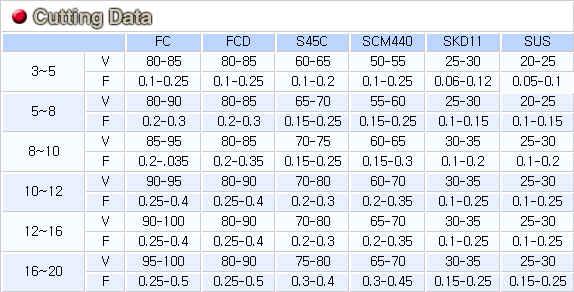 Cutting Data
FC FCD S45C SCM440 SKD11 SUS
3~5 V 80-85 80-85 60-65 50-55 25-30 20-25
F 0.1-0.25 0.1-0.25 0.1-0.2 0.1-0.25 0.06-0.12 0.05-0.1
5~8 V 80-90 80-85 65-70 55-60 25-30 20-25
F 0.2-0.3 0.2-0.3 0.15-0.25 0.15-0.25 0.1-0.15 0.1-0.15
8~10 V 85-95 80-85 70-75 60-65 30-35 25-30
F 0.2-.035 0.2-0.35 0.15-0.25 0.15-0.3 0.1-0.2 0.1-0.2
10~12 V 90-95 80-90 70-80 60-70 30-35 25-30
F 0.25-0.4 0.25-0.4 0.2-0.3 0.2-0.35 0.1-0.25 0.1-0.25
12~16 V 90-100 80-90 70-80 65-70 30-35 25-30
F 0.25-0.4 0.25-0.4 0.2-0.3 0.2-0.35 0.1-0.25 0.1-0.25
16~20 V 95-100 80-90 75-80 65-70 30-35 25-30
F 0.25-0.5 0.25-0.5 0.3-0.4 0.3-0.45 0.15-0.25 0.15-0.25